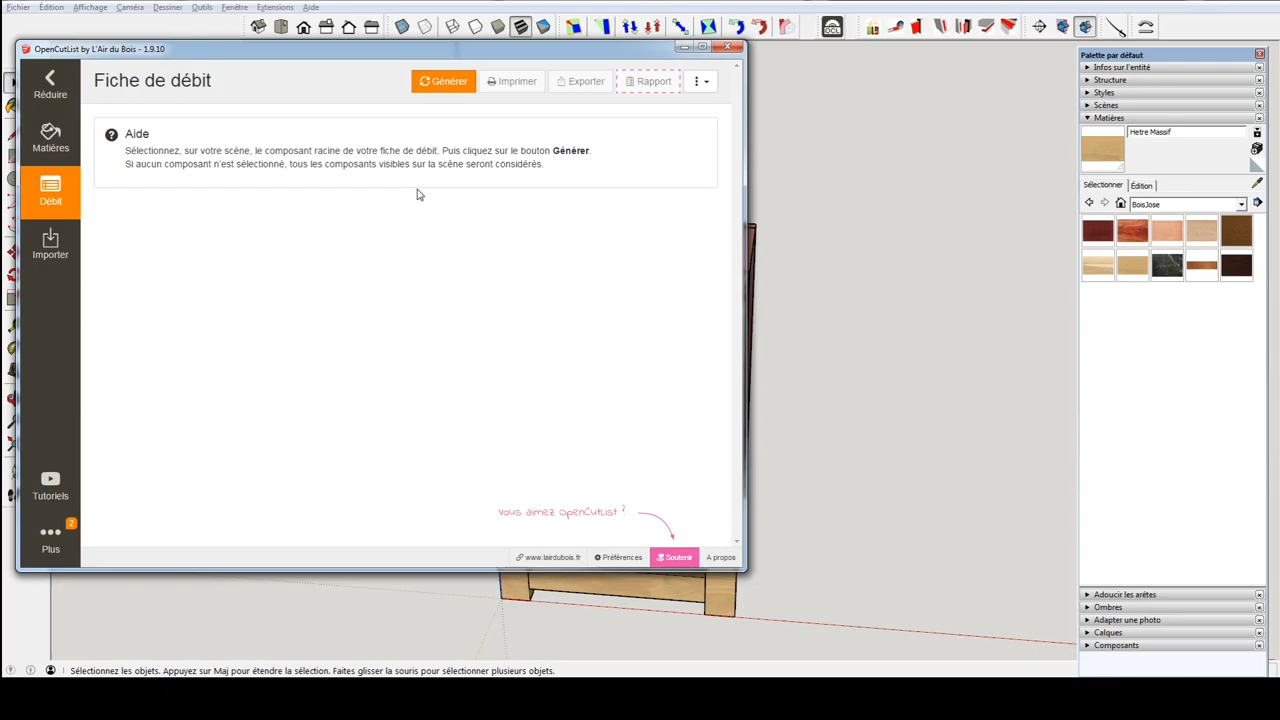 Fichier Édition Affichage Caméra Dessiner Outils Fenêtre Extensions Aide
OCL
OpenCutList by L'Air du Bois - 1.9.10
Réduire
Matières
Débit
Importer
Tutoriels
2
Plus
Fiche de débit
Générer
Imprimer
Exporter
Rapport
Aide
Sélectionnez, sur votre scène, le composant racine de votre fiche de débit. Puis cliquez sur le bouton Générer.
Si aucun composant n'est sélectionné, tous les composants visibles sur la scène seront considérés.
Vous aimez OpenCutList ?
www.lairdubois.fr Préférences Soutenir A propos
Palette par défaut
Infos sur l'entité
Structure
Styles
Scènes
Matières
Hetre Massif
Sélectionner Édition
BoisJose
Adoucir les arêtes
Ombres
Adapter une photo
Calques
Composants
Sélectionnez les objets. Appuyez sur Maj pour étendre la sélection. Faites glisser la souris pour sélectionner plusieurs objets.